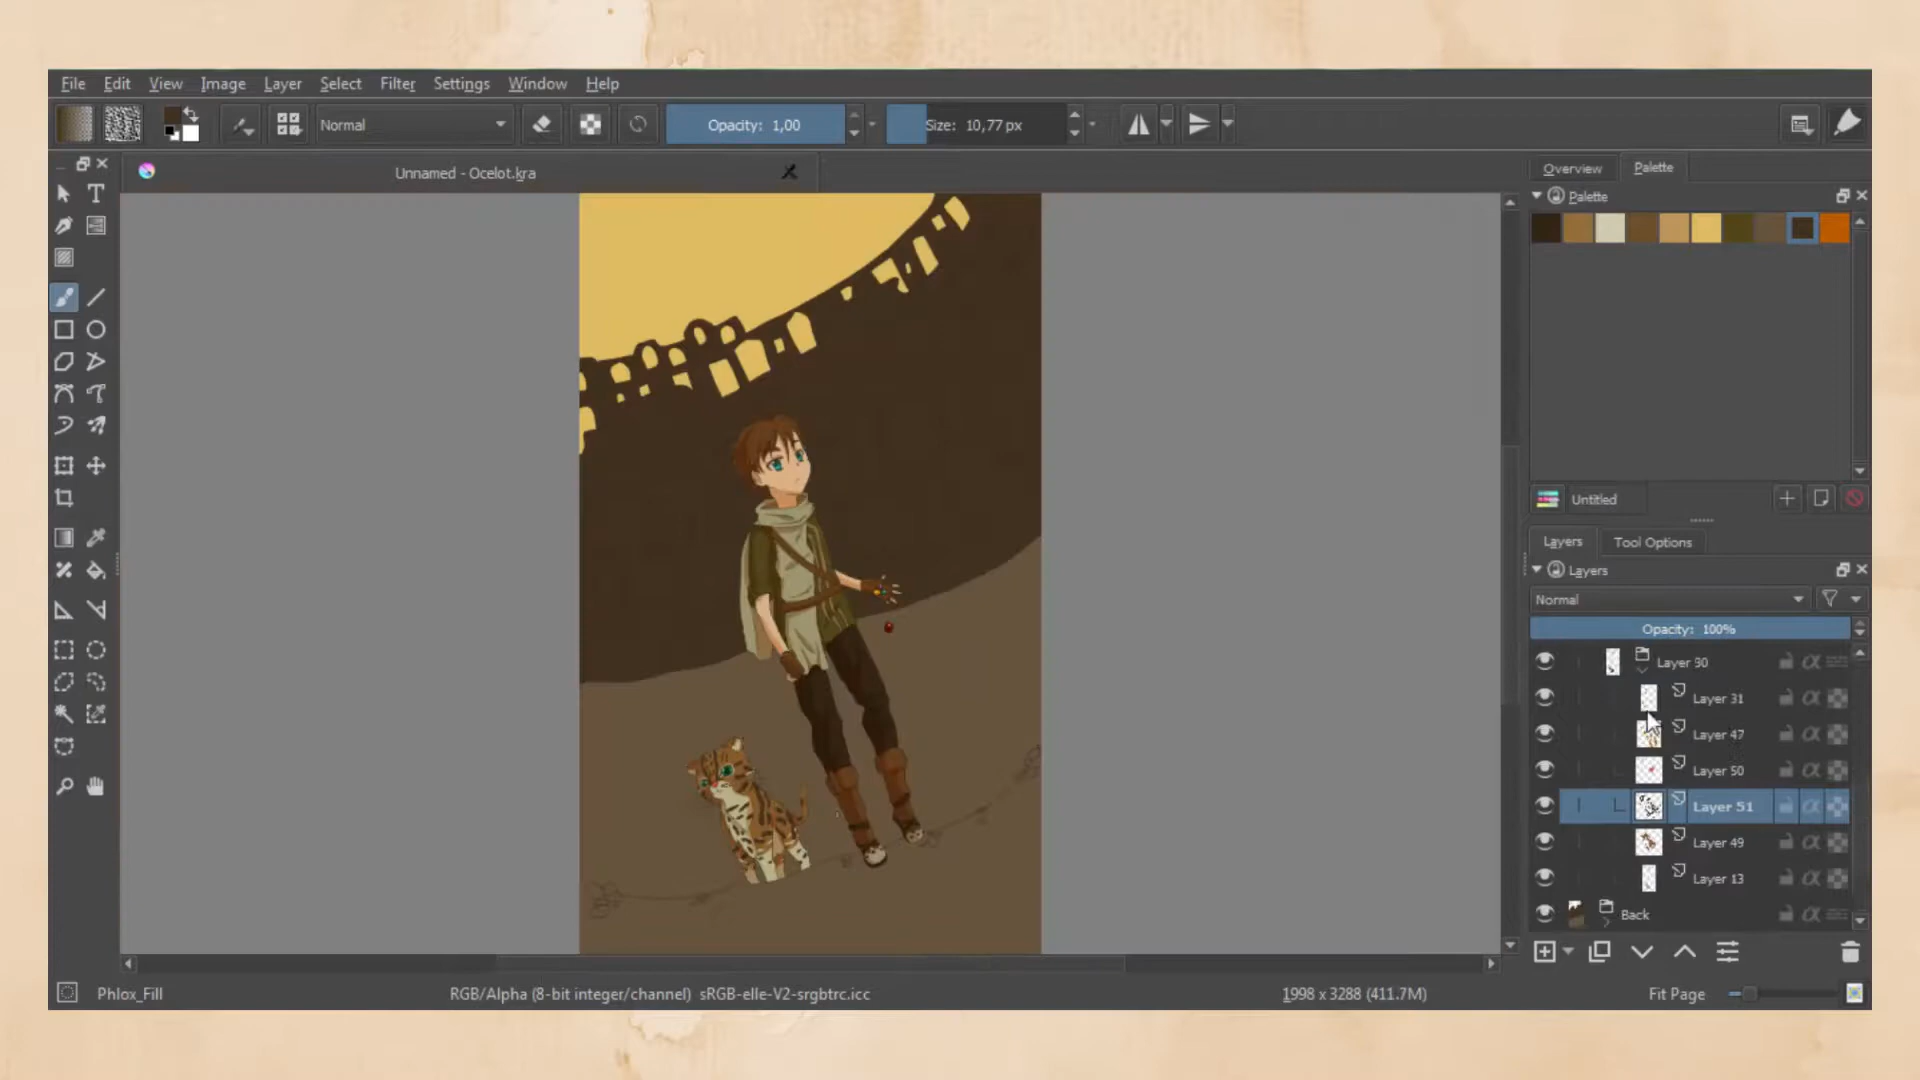 File Edit View Image Layer Select Filter Settings Window Help
Normal Opacity: 1,00 Size: 10,77 px
Unnamed - Ocelot.kra
Overview Palette
Palette
Untitled
Layers Tool Options
Layers
Normal
Opacity: 100%
Layer 30
Layer 31
Layer 47
Layer 50
Layer 51
Layer 49
Layer 13
Back
Phlox_Fill RGB/Alpha (8-bit integer/channel) sRGB-elle-V2-srgbtrc.icc 1998 x 3288 (411.7M) Fit Page